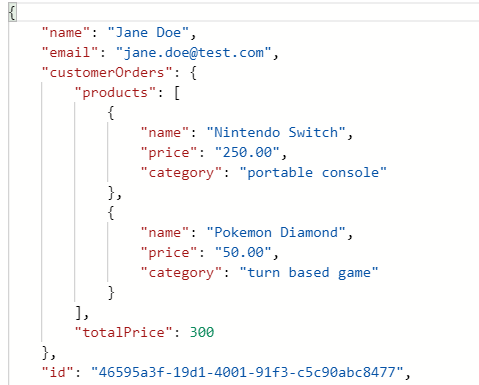 {
"name": "Jane Doe",
"email": "jane.doe@test.com",
"customerOrders": {
"products": [
{
"name": "Nintendo Switch",
"price": "250.00",
"category": "portable console"
},
{
"name": "Pokemon Diamond",
"price": "50.00",
"category": "turn based game"
}
],
"totalPrice": 300
},
"id": "46595a3f-19d1-4001-91f3-c5c90abc8477",